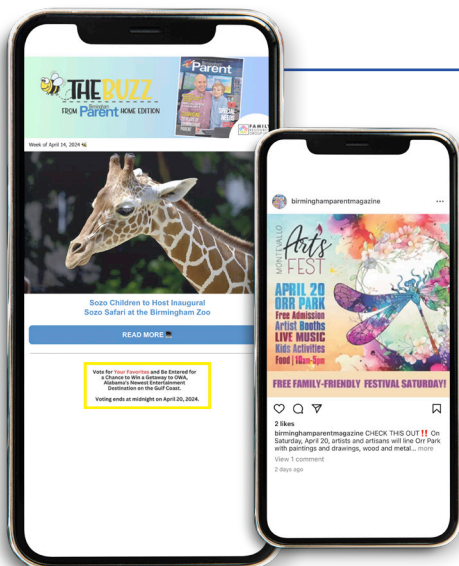 THE BUZZ
FROM Birmingham Parent HOME EDITION
Birmingham
Parent
SPECIAL
NEEDS
FAMILY
Week of April 14, 2024
Sozo Children to Host Inaugural
Sozo Safari at the Birmingham Zoo
READ MORE
Vote for Your Favorites and Be Entered for
a Chance to Win a Getaway to OWA,
Alabama's Newest Entertainment
Destination on the Gulf Coast.
Voting ends at midnight on April 20, 2024.
birminghamparentmagazine
MONTEVALLO
Arts
FEST
APRIL 20
ORR PARK
Free Admission
Artist Booths
LIVE MUSIC
Kids Activities
Food | 10am-5pm
FREE FAMILY-FRIENDLY FESTIVAL SATURDAY!
2 likes
birminghamparentmagazine CHECK THIS OUT ‼️ On
Saturday, April 20, artists and artisans will line Orr Park
with paintings and drawings, wood and metal... more
View 1 comment
2 days ago